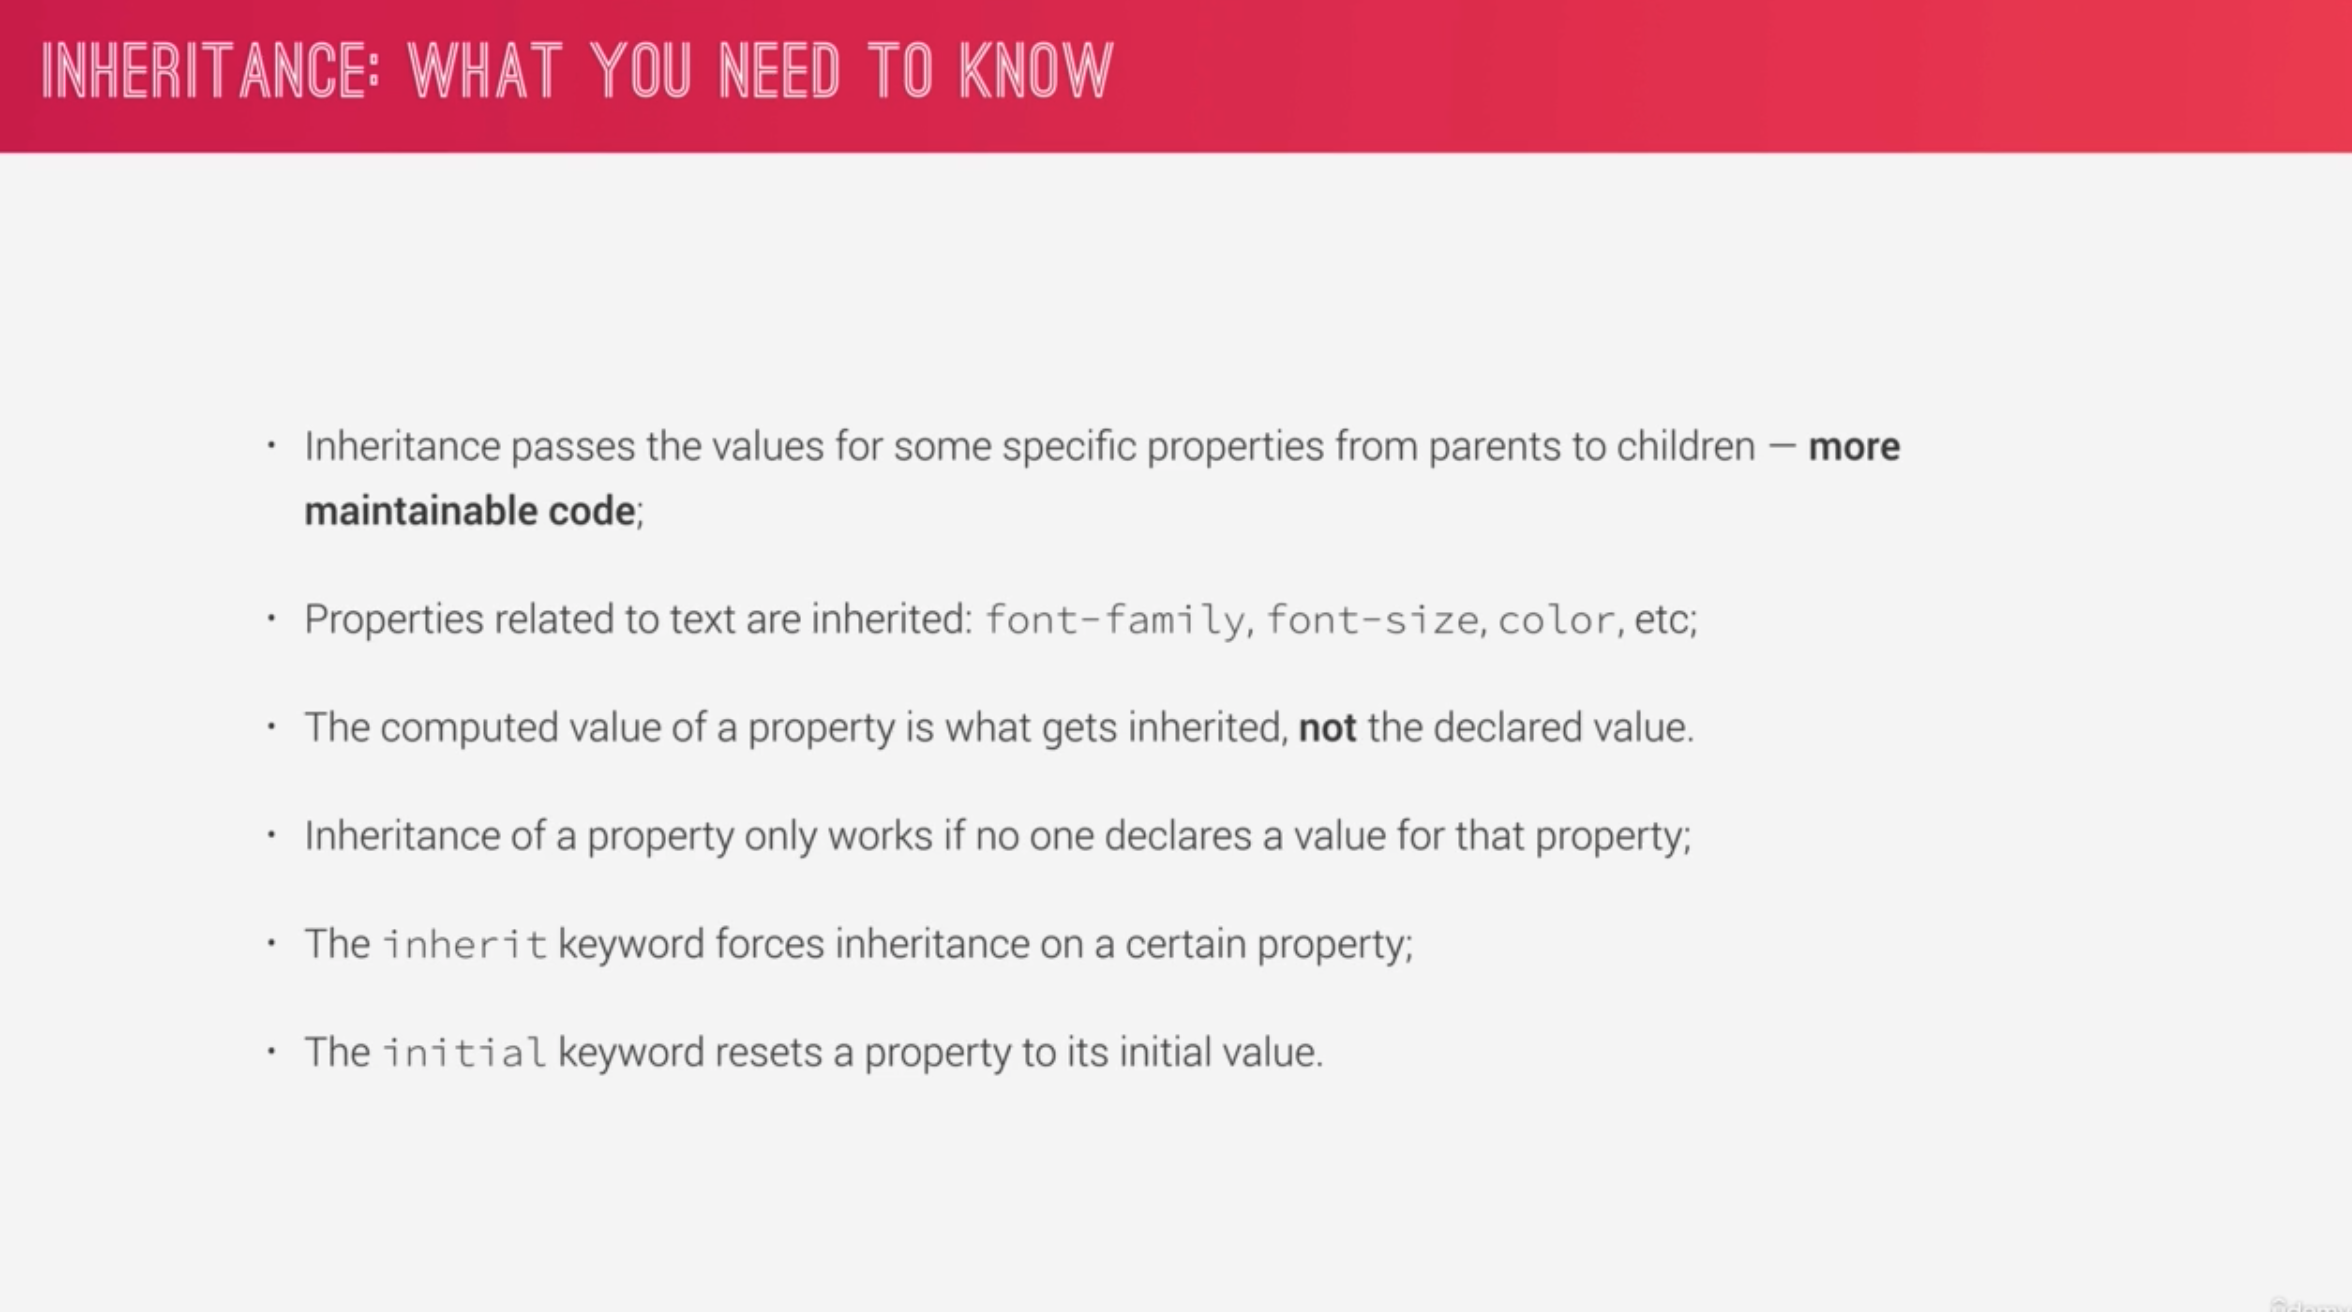 INHERITANCE: WHAT YOU NEED TO KNOW
• Inheritance passes the values for some specific properties from parents to children — more
maintainable code;
• Properties related to text are inherited: font-family, font-size, color, etc;
• The computed value of a property is what gets inherited, not the declared value.
• Inheritance of a property only works if no one declares a value for that property;
• The inherit keyword forces inheritance on a certain property;
• The initial keyword resets a property to its initial value.